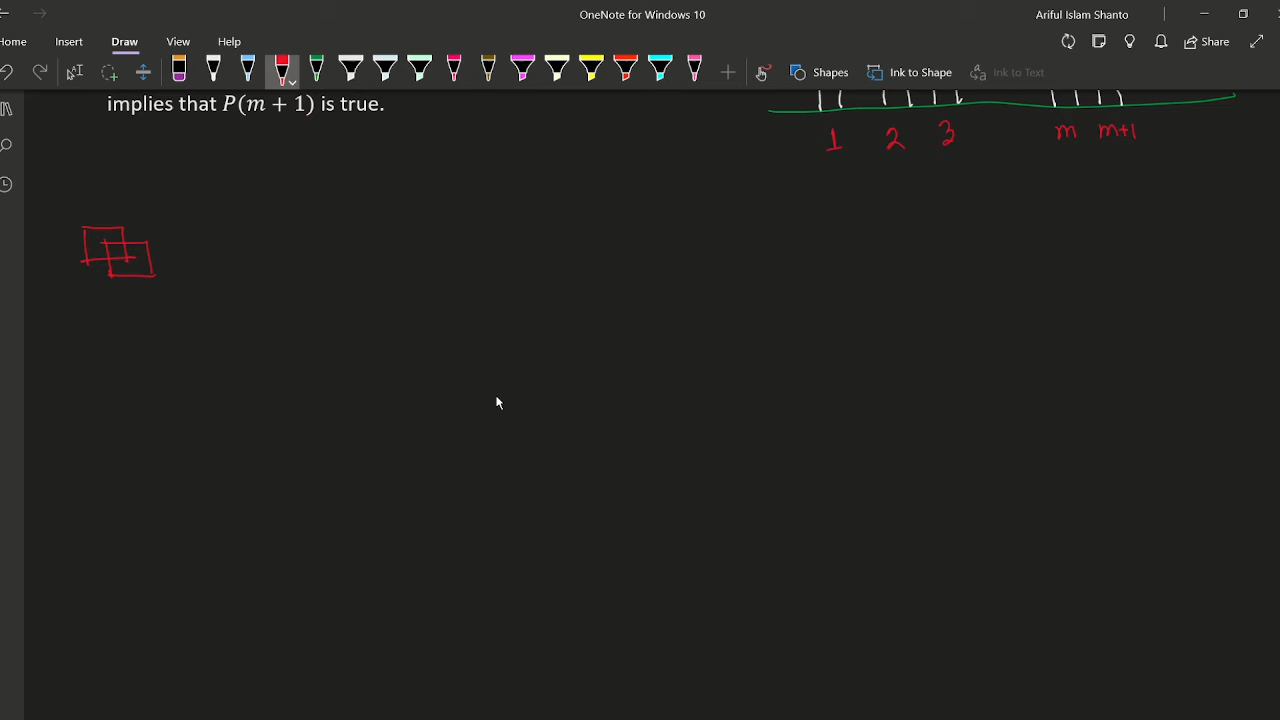 OneNote for Windows 10
Ariful Islam Shanto
Home Insert Draw View Help
Share
Shapes Ink to Shape Ink to Text
implies that P(m + 1) is true.
1 2 3 m m+1